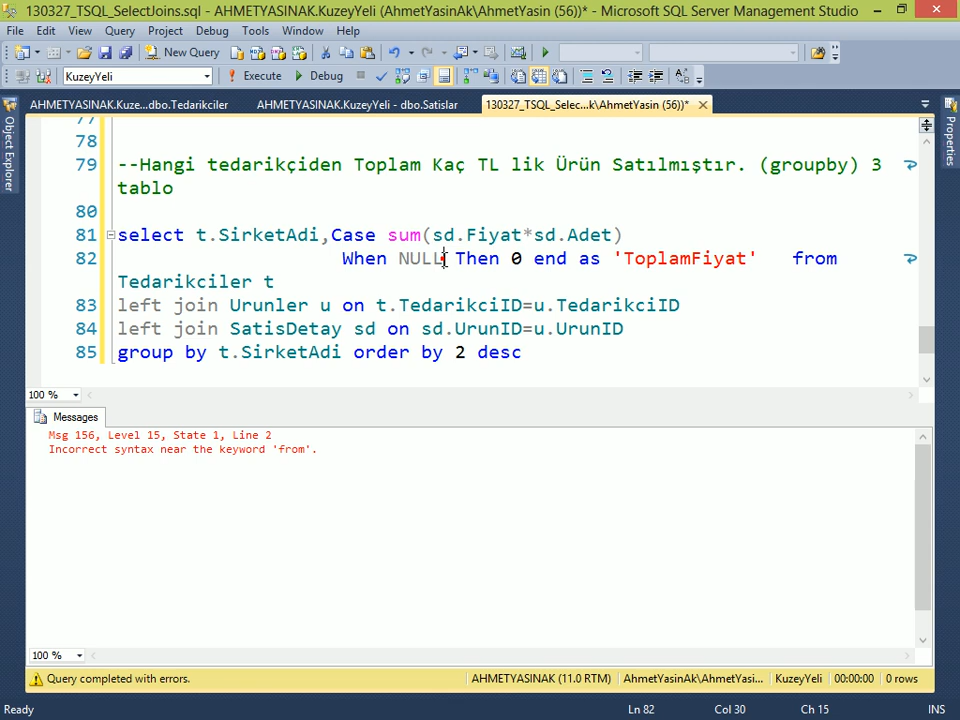 130327_TSQL_SelectJoins.sql - AHMETYASINAK.KuzeyYeli (AhmetYasinAk\AhmetYasin (56))* - Microsoft SQL Server Management Studio
File Edit View Query Project Debug Tools Window Help
New Query
KuzeyYeli Execute Debug
AHMETYASINAK.Kuze...dbo.Tedarikciler AHMETYASINAK.KuzeyYeli - dbo.Satislar 130327_TSQL_Selec...k\AhmetYasin (56))*
Object Explorer
Properties
77
78
79 --Hangi tedarikçiden Toplam Kaç TL lik Ürün Satılmıştır. (groupby) 3
tablo
80
81 select t.SirketAdi,Case sum(sd.Fiyat*sd.Adet)
82 When NULL Then 0 end as 'ToplamFiyat' from
Tedarikciler t
83 left join Urunler u on t.TedarikciID=u.TedarikciID
84 left join SatisDetay sd on sd.UrunID=u.UrunID
85 group by t.SirketAdi order by 2 desc
100 %
Messages
Msg 156, Level 15, State 1, Line 2
Incorrect syntax near the keyword 'from'.
100 %
Query completed with errors. AHMETYASINAK (11.0 RTM) AhmetYasinAk\AhmetYasi... KuzeyYeli 00:00:00 0 rows
Ready Ln 82 Col 30 Ch 15 INS